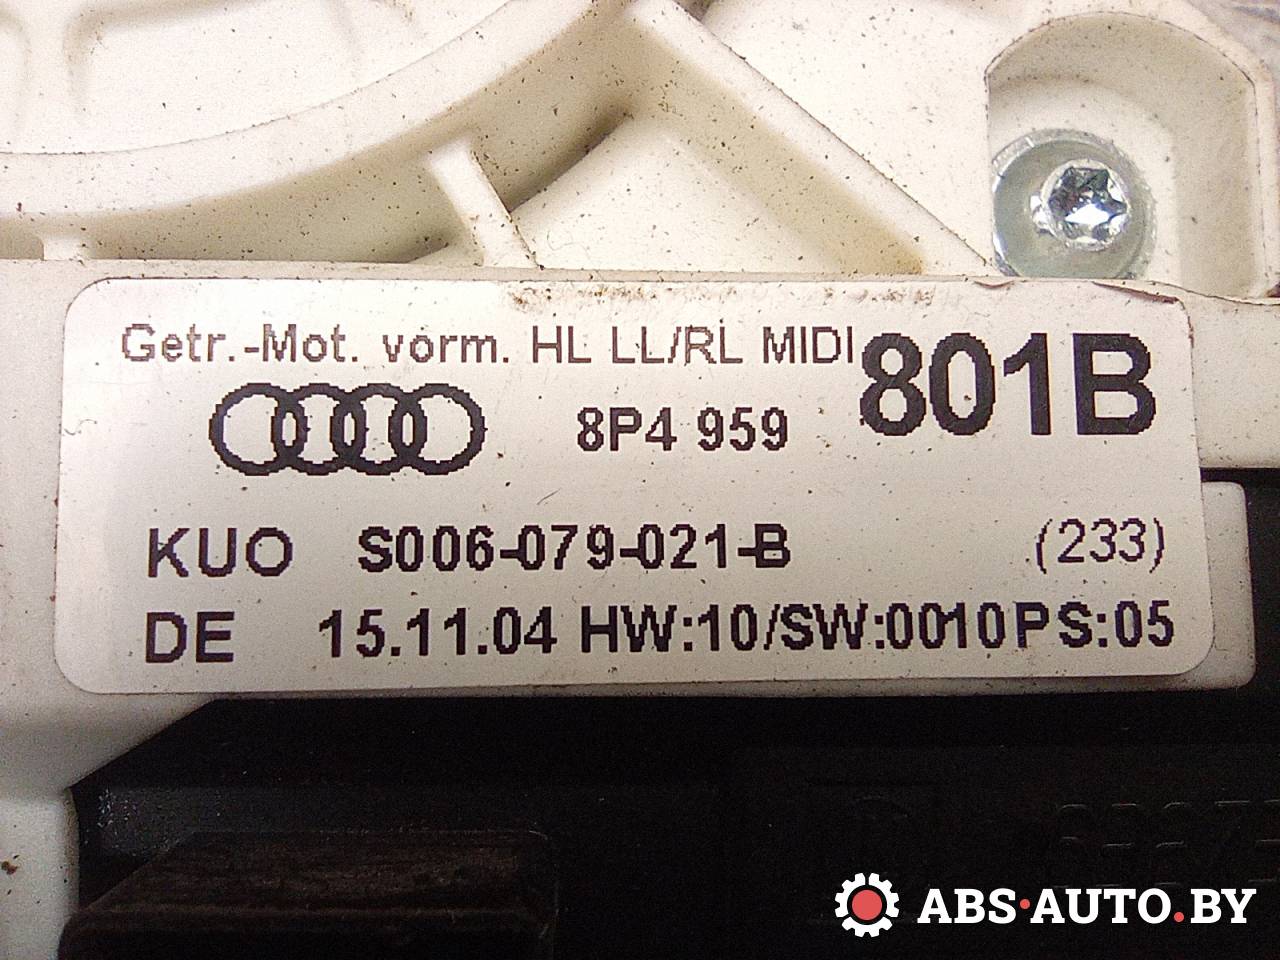 Getr.-Mot. vorm. HL LL/RL MIDI 801B
8P4 959
KUO S006-079-021-B (233)
DE 15.11.04 HW:10/SW:0010PS:05
ABS·AUTO.BY